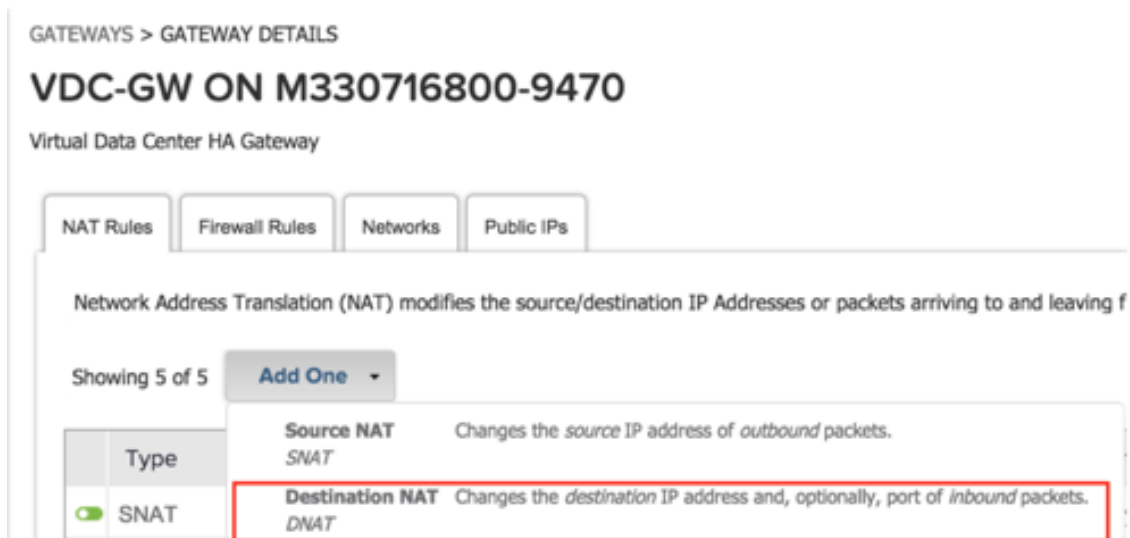 GATEWAYS > GATEWAY DETAILS
VDC-GW ON M330716800-9470
Virtual Data Center HA Gateway
NAT Rules Firewall Rules Networks Public IPs
Network Address Translation (NAT) modifies the source/destination IP Addresses or packets arriving to and leaving f
Showing 5 of 5 Add One
Source NAT Changes the source IP address of outbound packets.
SNAT
Type
Destination NAT Changes the destination IP address and, optionally, port of inbound packets.
DNAT
SNAT